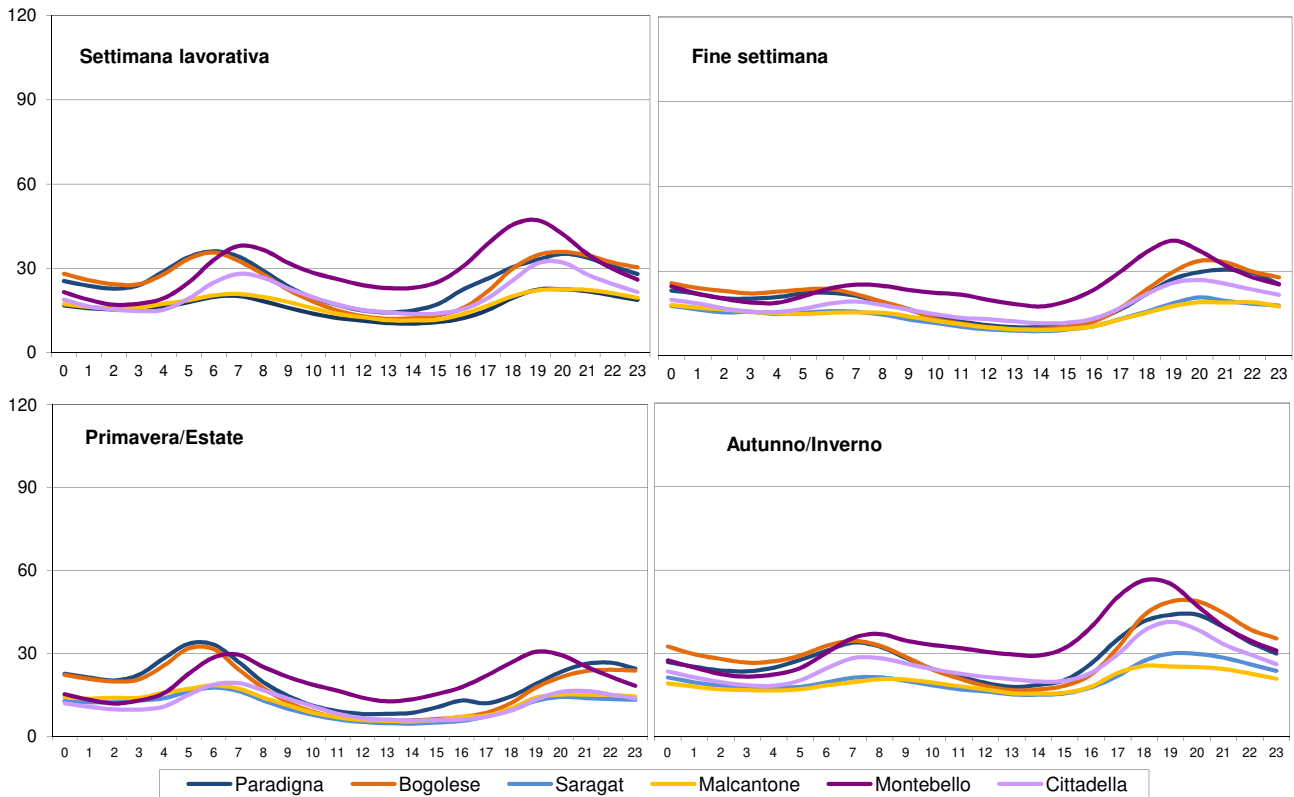 120
90
60
30
0
Settimana lavorativa
0 1 2 3 4 5 6 7 8 9 10 11 12 13 14 15 16 17 18 19 20 21 22 23
Fine settimana
0 1 2 3 4 5 6 7 8 9 10 11 12 13 14 15 16 17 18 19 20 21 22 23
120
90
60
30
0
Primavera/Estate
0 1 2 3 4 5 6 7 8 9 10 11 12 13 14 15 16 17 18 19 20 21 22 23
Autunno/Inverno
0 1 2 3 4 5 6 7 8 9 10 11 12 13 14 15 16 17 18 19 20 21 22 23
Paradigna Bogolese Saragat Malcantone Montebello Cittadella